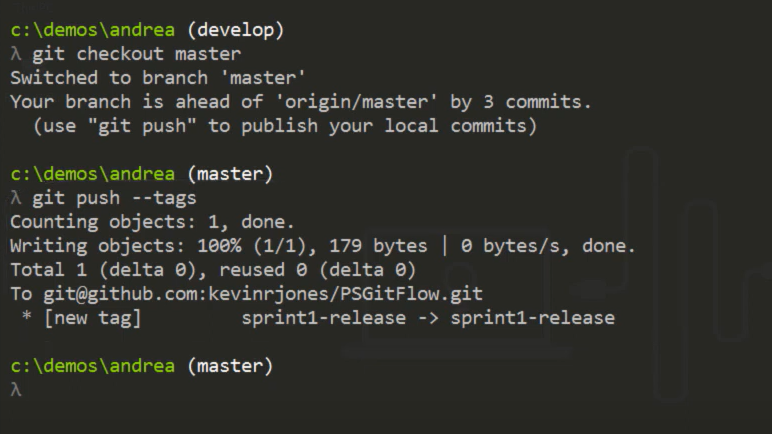 c:\demos\andrea (develop)
λ git checkout master
Switched to branch 'master'
Your branch is ahead of 'origin/master' by 3 commits.
  (use "git push" to publish your local commits)
c:\demos\andrea (master)
λ git push --tags
Counting objects: 1, done.
Writing objects: 100% (1/1), 179 bytes | 0 bytes/s, done.
Total 1 (delta 0), reused 0 (delta 0)
To git@github.com:kevinrjones/PSGitFlow.git
 * [new tag]         sprint1-release -> sprint1-release
c:\demos\andrea (master)
λ